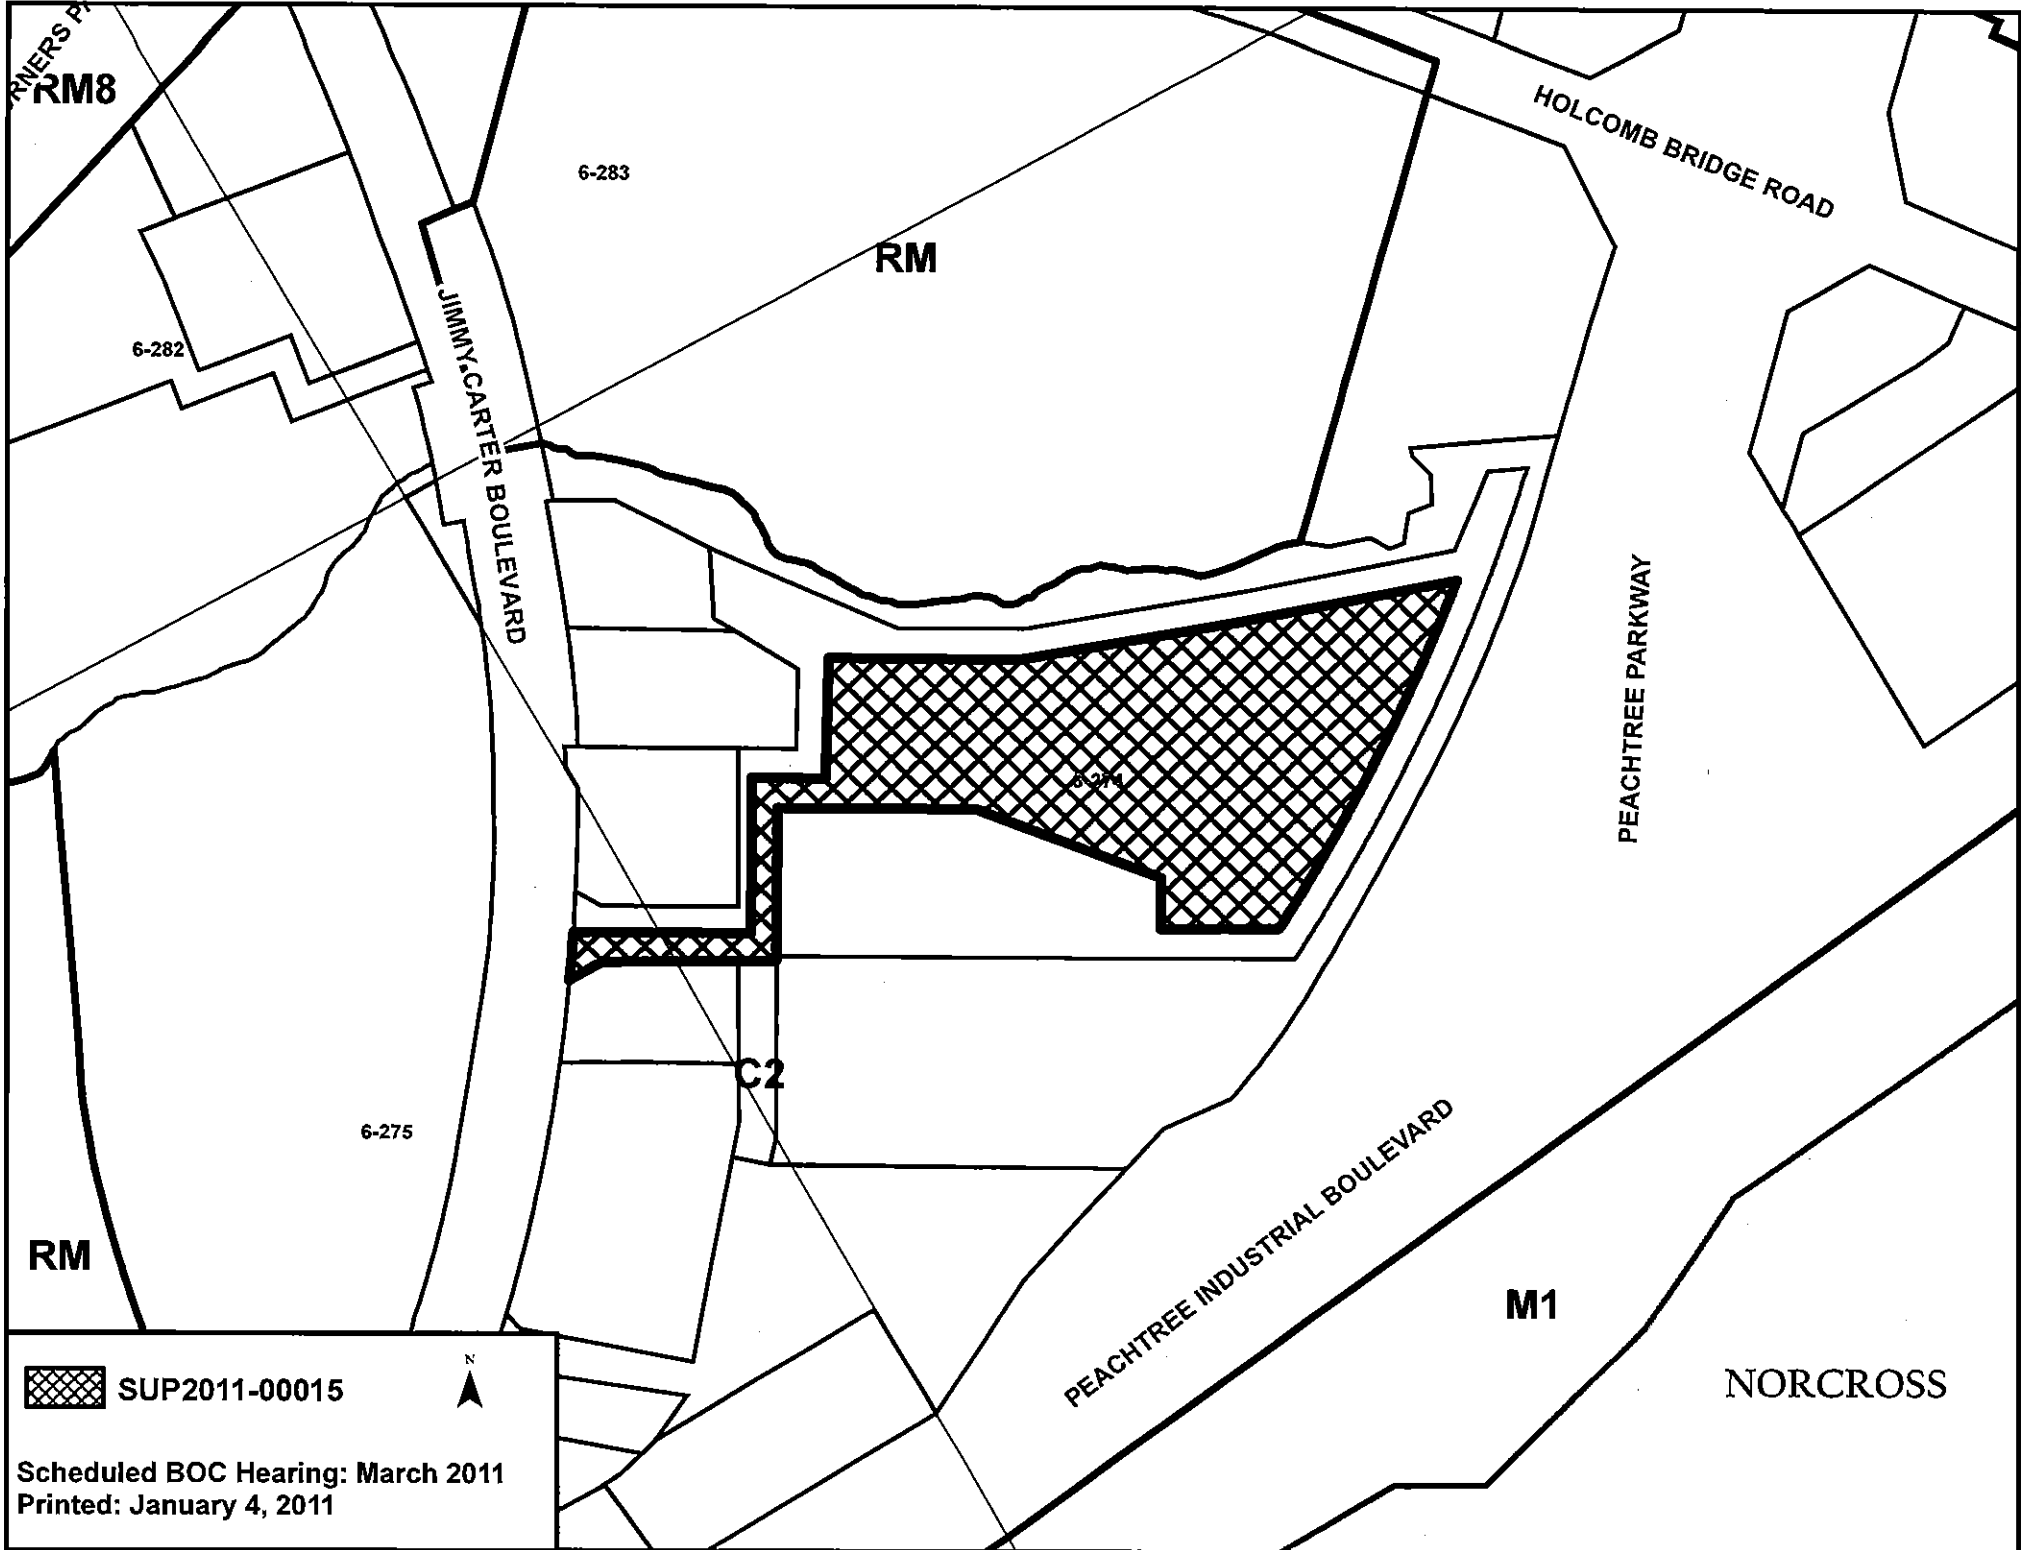 RM8
HOLCOMB BRIDGE ROAD
6-283
RM
6-282
JIMMY CARTER BOULEVARD
PEACHTREE PARKWAY
C2
6-275
PEACHTREE INDUSTRIAL BOULEVARD
RM
M1
NORCROSS
N
SUP2011-00015
Scheduled BOC Hearing: March 2011
Printed: January 4, 2011